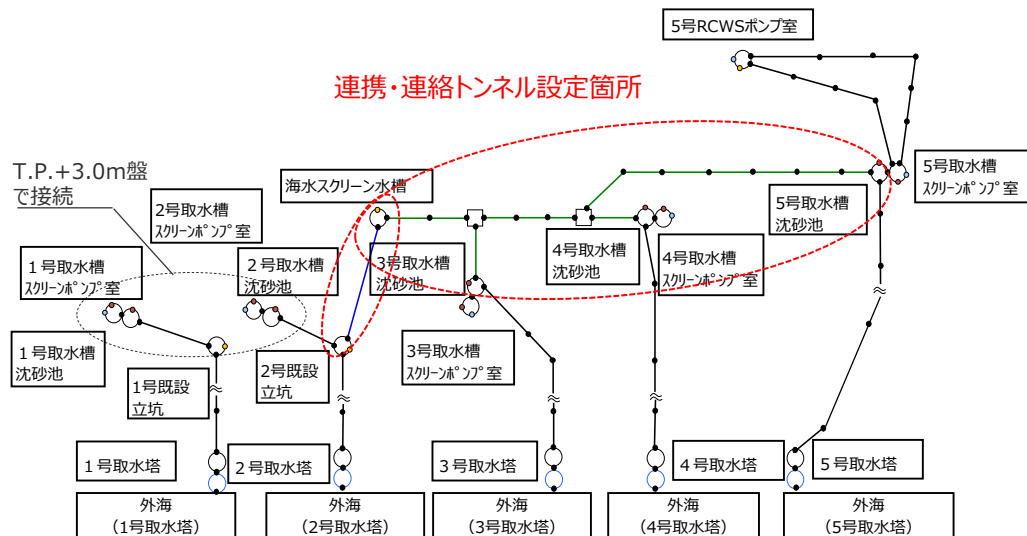 5号RCWSポンプ室
連携・連絡トンネル設定箇所
T.P.+3.0m盤
で接続
2号取水槽
スクリーンポンプ室
海水スクリーン水槽
5号取水槽
スクリーンポンプ室
1号取水槽
スクリーンポンプ室
2号取水槽
沈砂池
3号取水槽
沈砂池
4号取水槽
沈砂池
4号取水槽
スクリーンポンプ室
5号取水槽
沈砂池
1号取水槽
沈砂池
1号既設
立坑
2号既設
立坑
3号取水槽
スクリーンポンプ室
1号取水塔
2号取水塔
3号取水塔
4号取水塔
5号取水塔
外海
(1号取水塔)
外海
(2号取水塔)
外海
(3号取水塔)
外海
(4号取水塔)
外海
(5号取水塔)